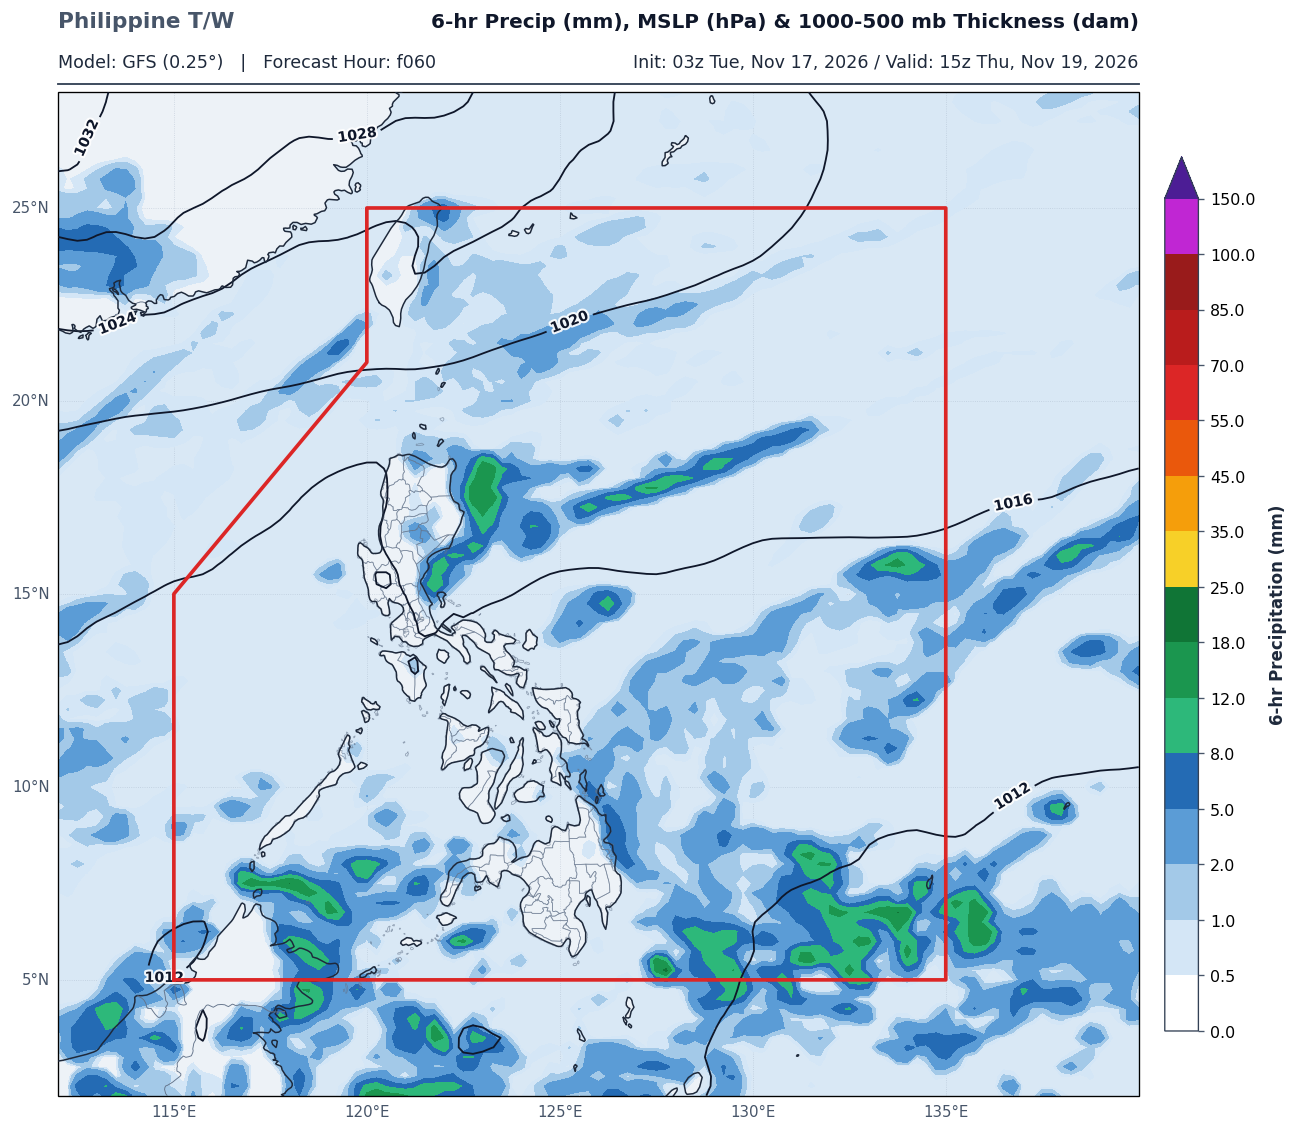 Philippine T/W
6-hr Precip (mm), MSLP (hPa) & 1000-500 mb Thickness (dam)
Model: GFS (0.25°) | Forecast Hour: f060
Init: 03z Tue, Nov 17, 2026 / Valid: 15z Thu, Nov 19, 2026
1032
1028
1024
1020
1016
1012
1012
25°N
20°N
15°N
10°N
5°N
115°E
120°E
125°E
130°E
135°E
150.0
100.0
85.0
70.0
55.0
45.0
35.0
25.0
18.0
12.0
8.0
5.0
2.0
1.0
0.5
0.0
6-hr Precipitation (mm)